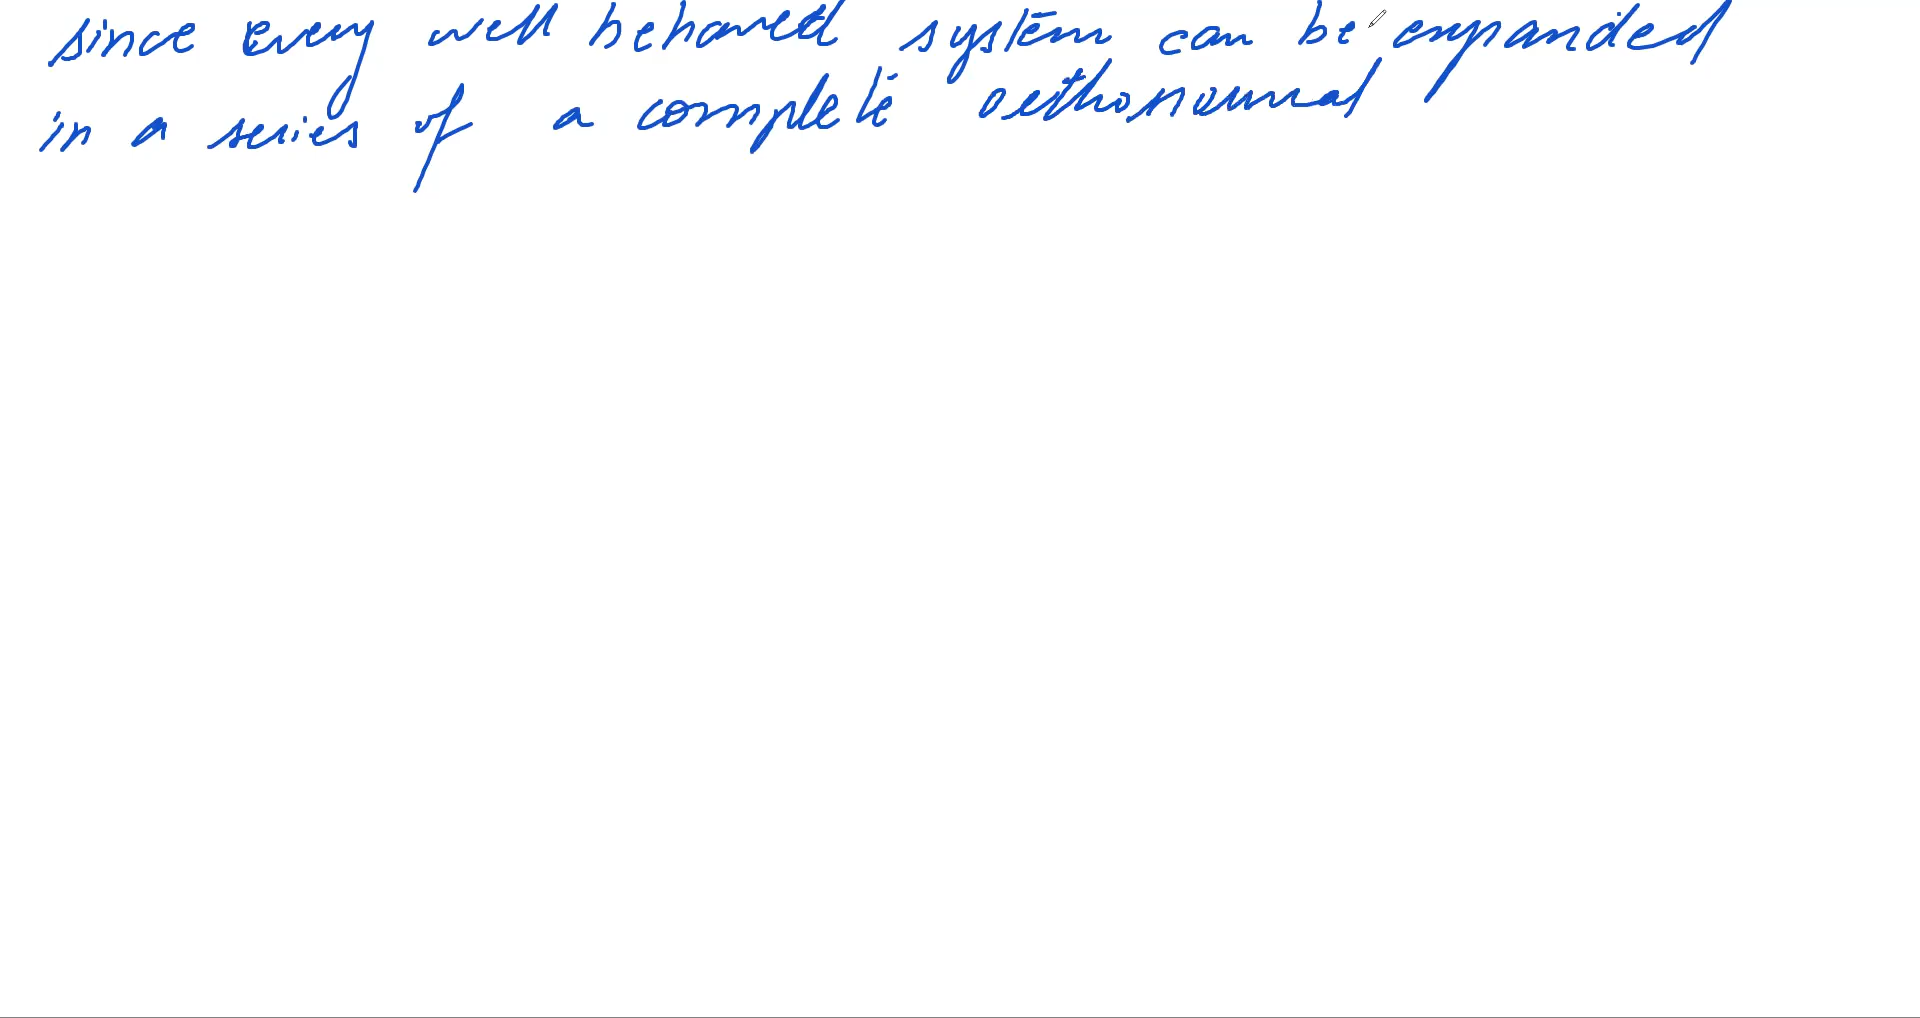 since every well behaved system can be expanded
in a series of a complete orthonormal